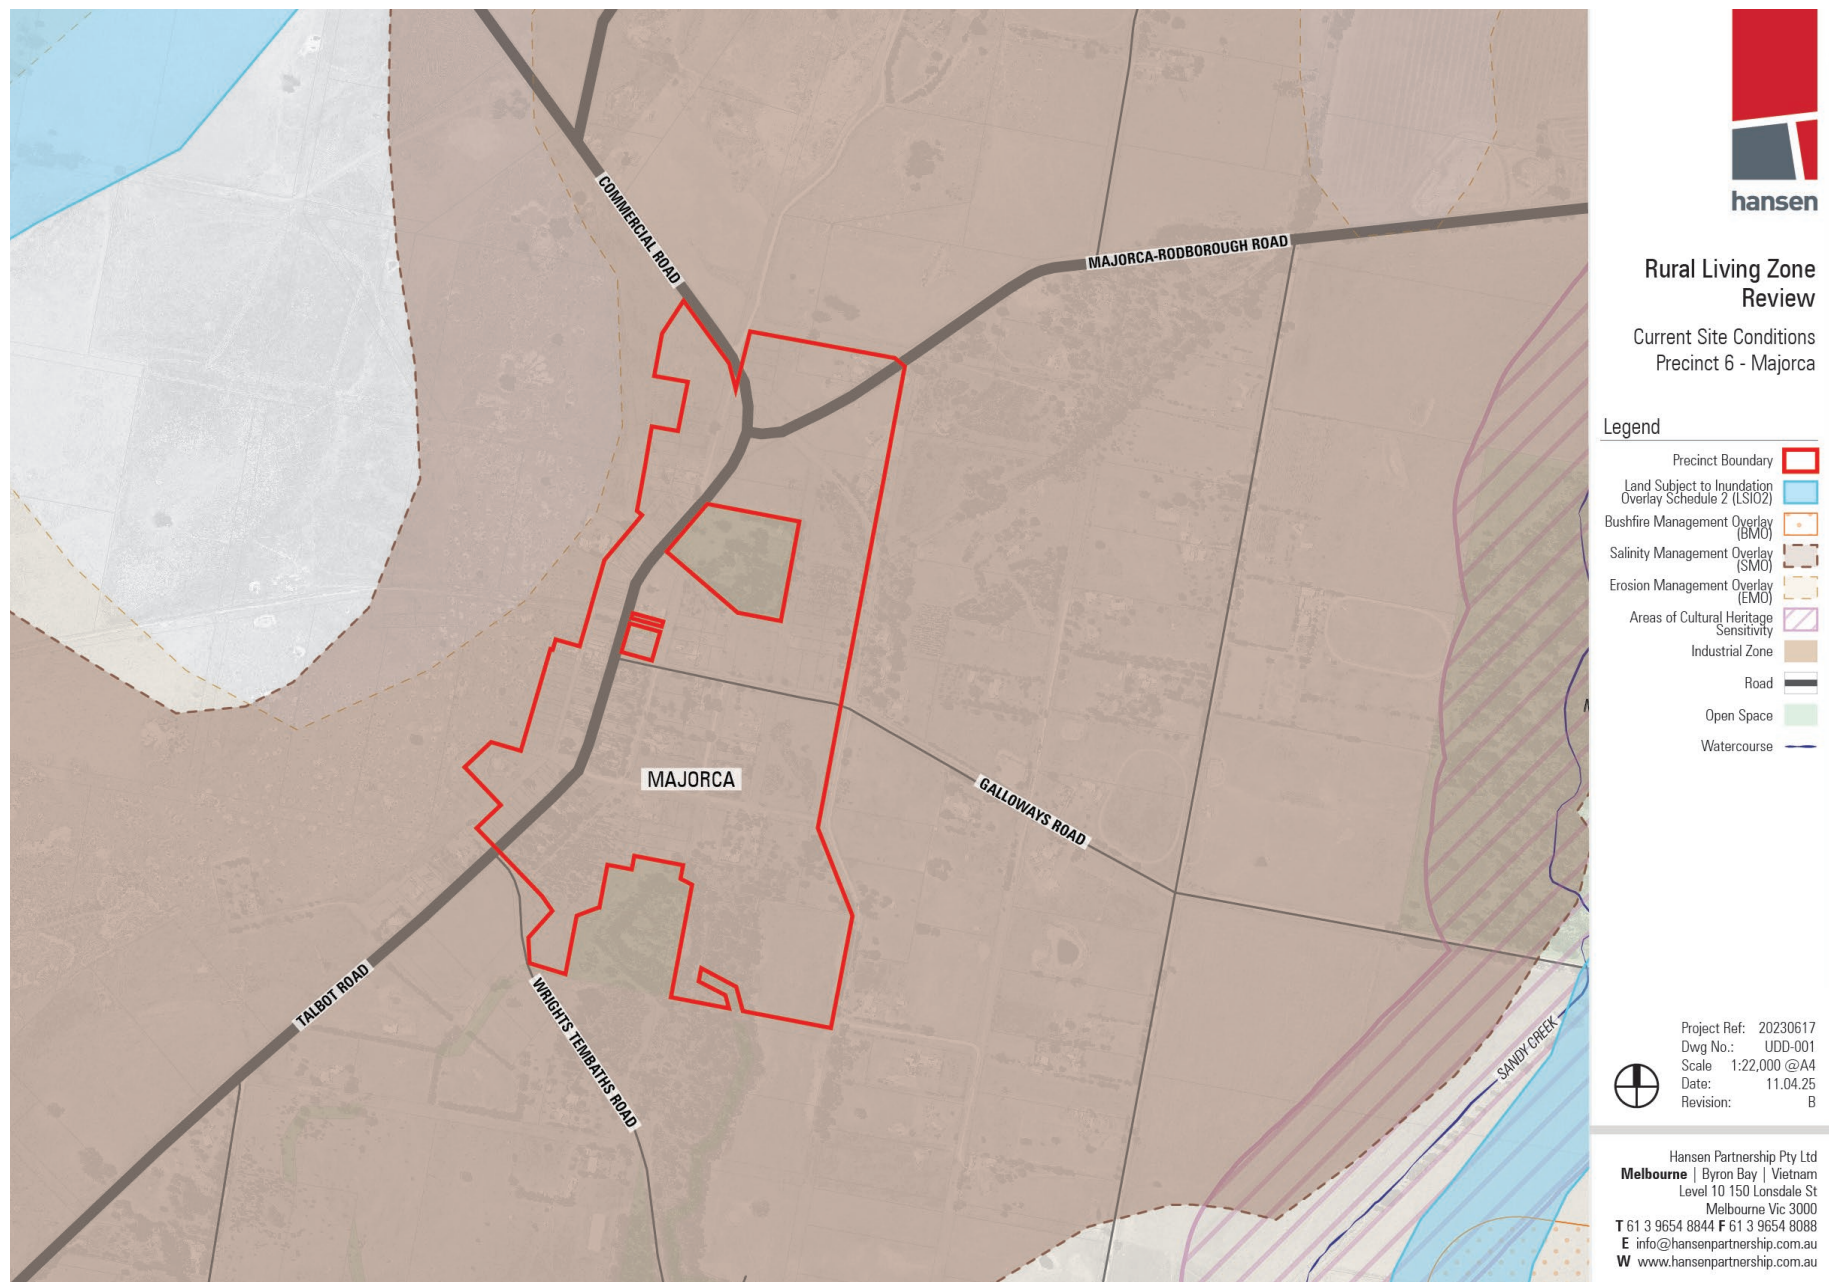 COMMERCIAL ROAD
MAJORCA-RODBOROUGH ROAD
MAJORCA
GALLOWAYS ROAD
TALBOT ROAD
WRIGHTS TEMBATHS ROAD
SANDY CREEK
hansen
Rural Living Zone
Review
Current Site Conditions
Precinct 6 - Majorca
Legend
Precinct Boundary
Land Subject to Inundation
Overlay Schedule 2 (LSIO2)
Bushfire Management Overlay
(BMO)
Salinity Management Overlay
(SMO)
Erosion Management Overlay
(EMO)
Areas of Cultural Heritage
Sensitivity
Industrial Zone
Road
Open Space
Watercourse
Project Ref: 20230617
Dwg No.: UDD-001
Scale 1:22,000 @A4
Date: 11.04.25
Revision: B
Hansen Partnership Pty Ltd
Melbourne | Byron Bay | Vietnam
Level 10 150 Lonsdale St
Melbourne Vic 3000
T 61 3 9654 8844 F 61 3 9654 8088
E info@hansenpartnership.com.au
W www.hansenpartnership.com.au